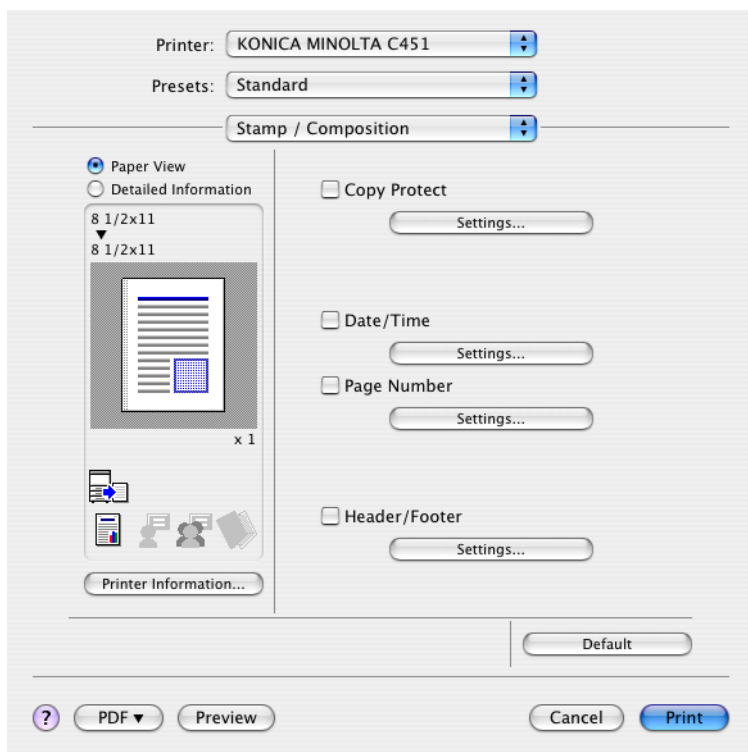 Printer: KONICA MINOLTA C451
Presets: Standard
Stamp / Composition
Paper View
Detailed Information
8 1/2x11
8 1/2x11
x 1
Printer Information...
Copy Protect
Settings...
Date/Time
Settings...
Page Number
Settings...
Header/Footer
Settings...
Default
? PDF Preview Cancel Print